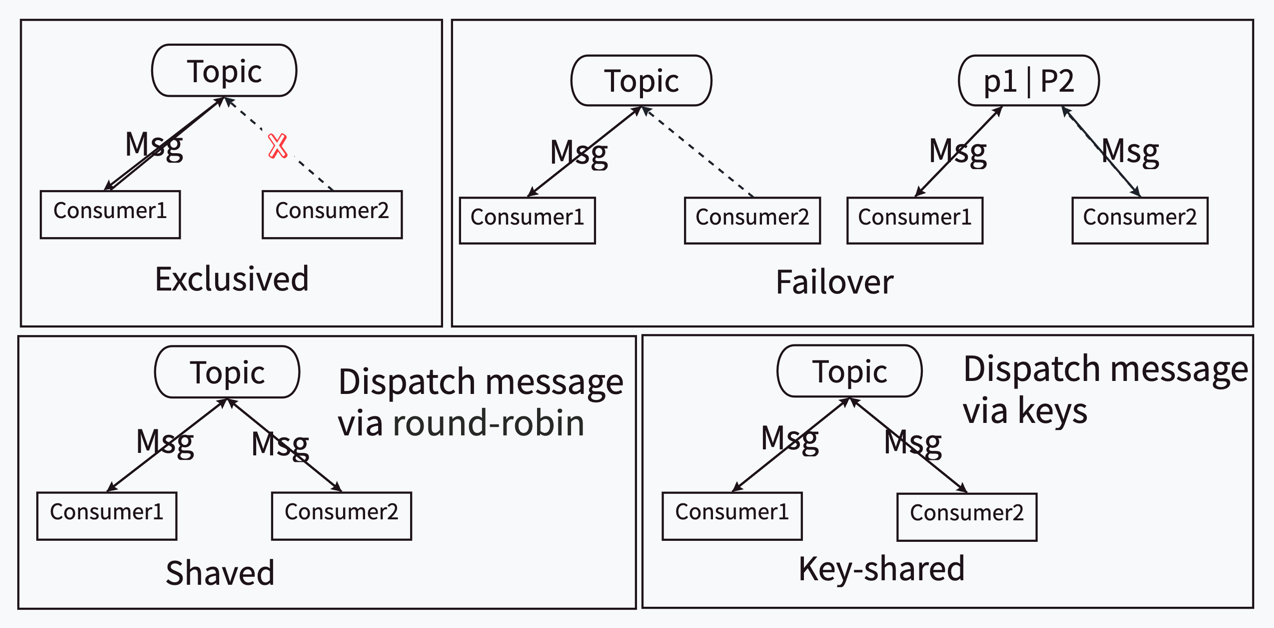 Topic
Msg
X
Consumer1
Consumer2
Exclusived
Topic
Msg
Consumer1
Consumer2
p1 | P2
Msg
Msg
Consumer1
Consumer2
Failover
Topic
Dispatch message
via round-robin
Msg
Msg
Consumer1
Consumer2
Shaved
Topic
Dispatch message
via keys
Msg
Msg
Consumer1
Consumer2
Key-shared